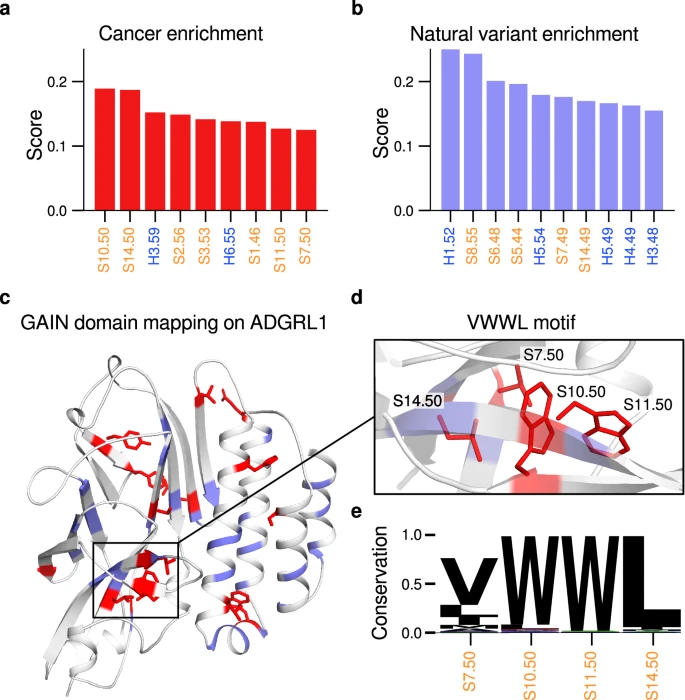 a
Cancer enrichment
Score
0.2
0.1
0.0
S10.50
S14.50
H3.59
S2.56
S3.53
H6.55
S1.46
S11.50
S7.50
b
Natural variant enrichment
Score
0.2
0.1
0.0
H1.52
S8.55
S6.48
S5.44
H5.54
S7.49
S14.49
H5.49
H4.49
H3.48
c
GAIN domain mapping on ADGRL1
d
VWWL motif
S7.50
S10.50
S14.50
S11.50
e
Conservation
1.0
0.5
0.0
V W W L
S7.50
S10.50
S11.50
S14.50